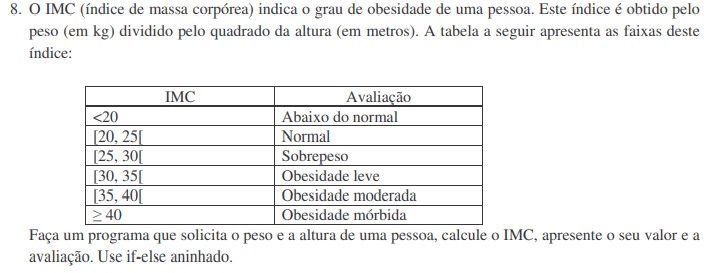 8. O IMC (índice de massa corpórea) indica o grau de obesidade de uma pessoa. Este índice é obtido pelo
peso (em kg) dividido pelo quadrado da altura (em metros). A tabela a seguir apresenta as faixas deste
índice:
IMC Avaliação
<20 Abaixo do normal
[20, 25[ Normal
[25, 30[ Sobrepeso
[30, 35[ Obesidade leve
[35, 40[ Obesidade moderada
≥ 40 Obesidade mórbida
Faça um programa que solicita o peso e a altura de uma pessoa, calcule o IMC, apresente o seu valor e a
avaliação. Use if-else aninhado.